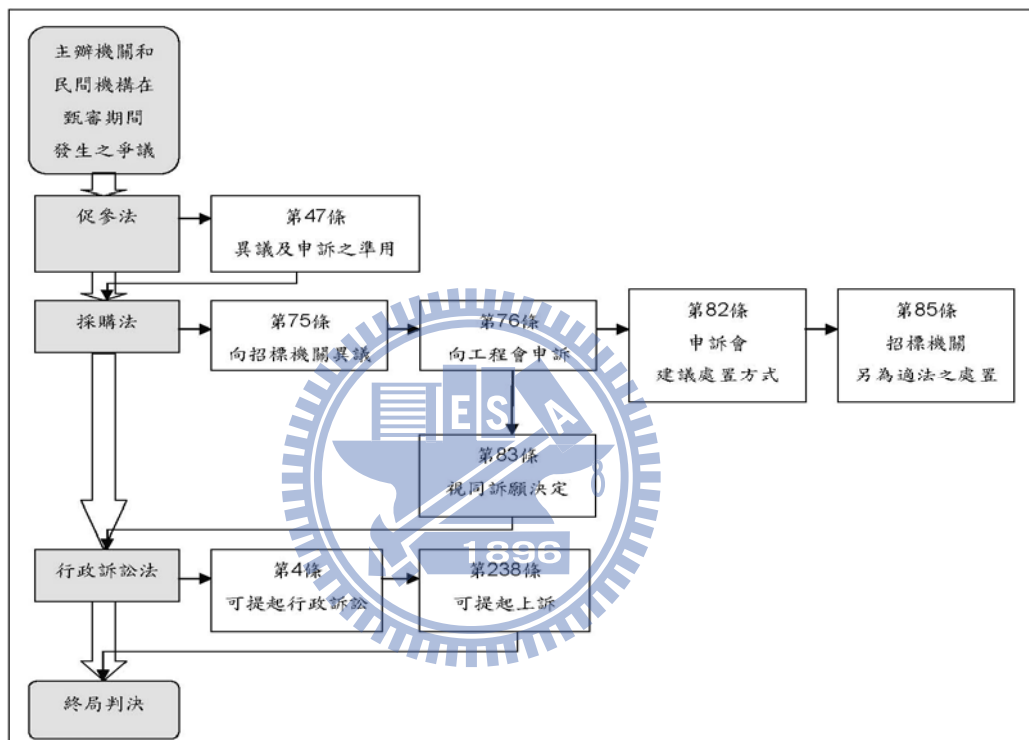 主辦機關和
民間機構在
甄審期間
發生之爭議
促參法
第47條
異議及申訴之準用
採購法
第75條
向招標機關異議
第76條
向工程會申訴
第82條
申訴會
建議處置方式
第85條
招標機關
另為適法之處置
第83條
視同訴願決定
ESA
1896
行政訴訟法
第4條
可提起行政訴訟
第238條
可提起上訴
終局判決